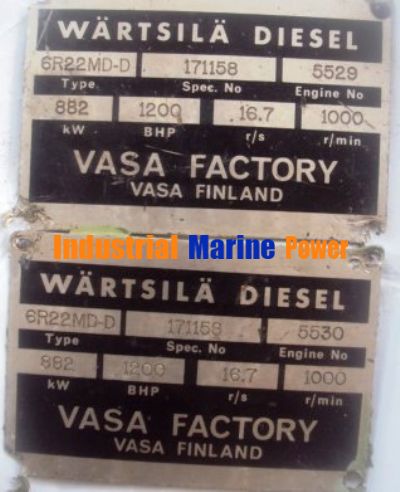 WÄRTSILÄ DIESEL
6R22MD-D 171158 5529
Type Spec. No Engine No
882 1200 16.7 1000
kW BHP r/s r/min
VASA FACTORY
VASA FINLAND
Industrial Marine Power
WÄRTSILÄ DIESEL
6R22MD-D 171158 5530
Type Spec. No Engine No
882 1200 16.7 1000
kW BHP r/s r/min
VASA FACTORY
VASA FINLAND